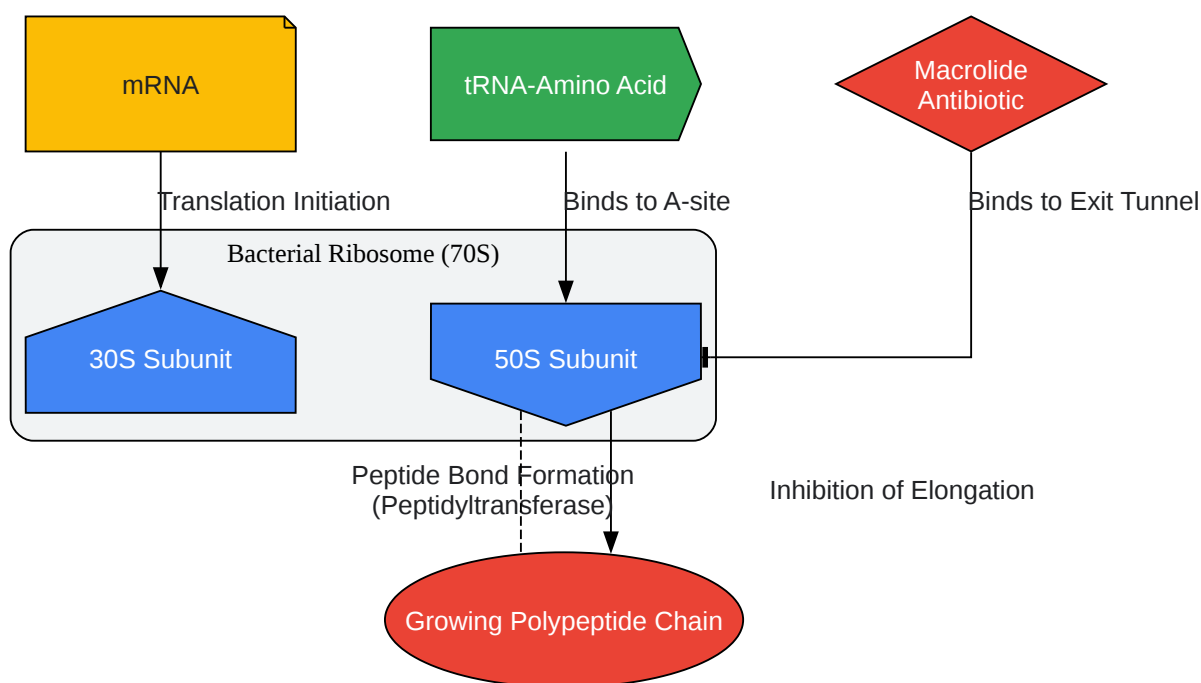 mRNA
tRNA-Amino Acid
Macrolide
Antibiotic
Translation Initiation
Binds to A-site
Binds to Exit Tunnel
Bacterial Ribosome (70S)
30S Subunit
50S Subunit
Peptide Bond Formation
(Peptidyltransferase)
Inhibition of Elongation
Growing Polypeptide Chain